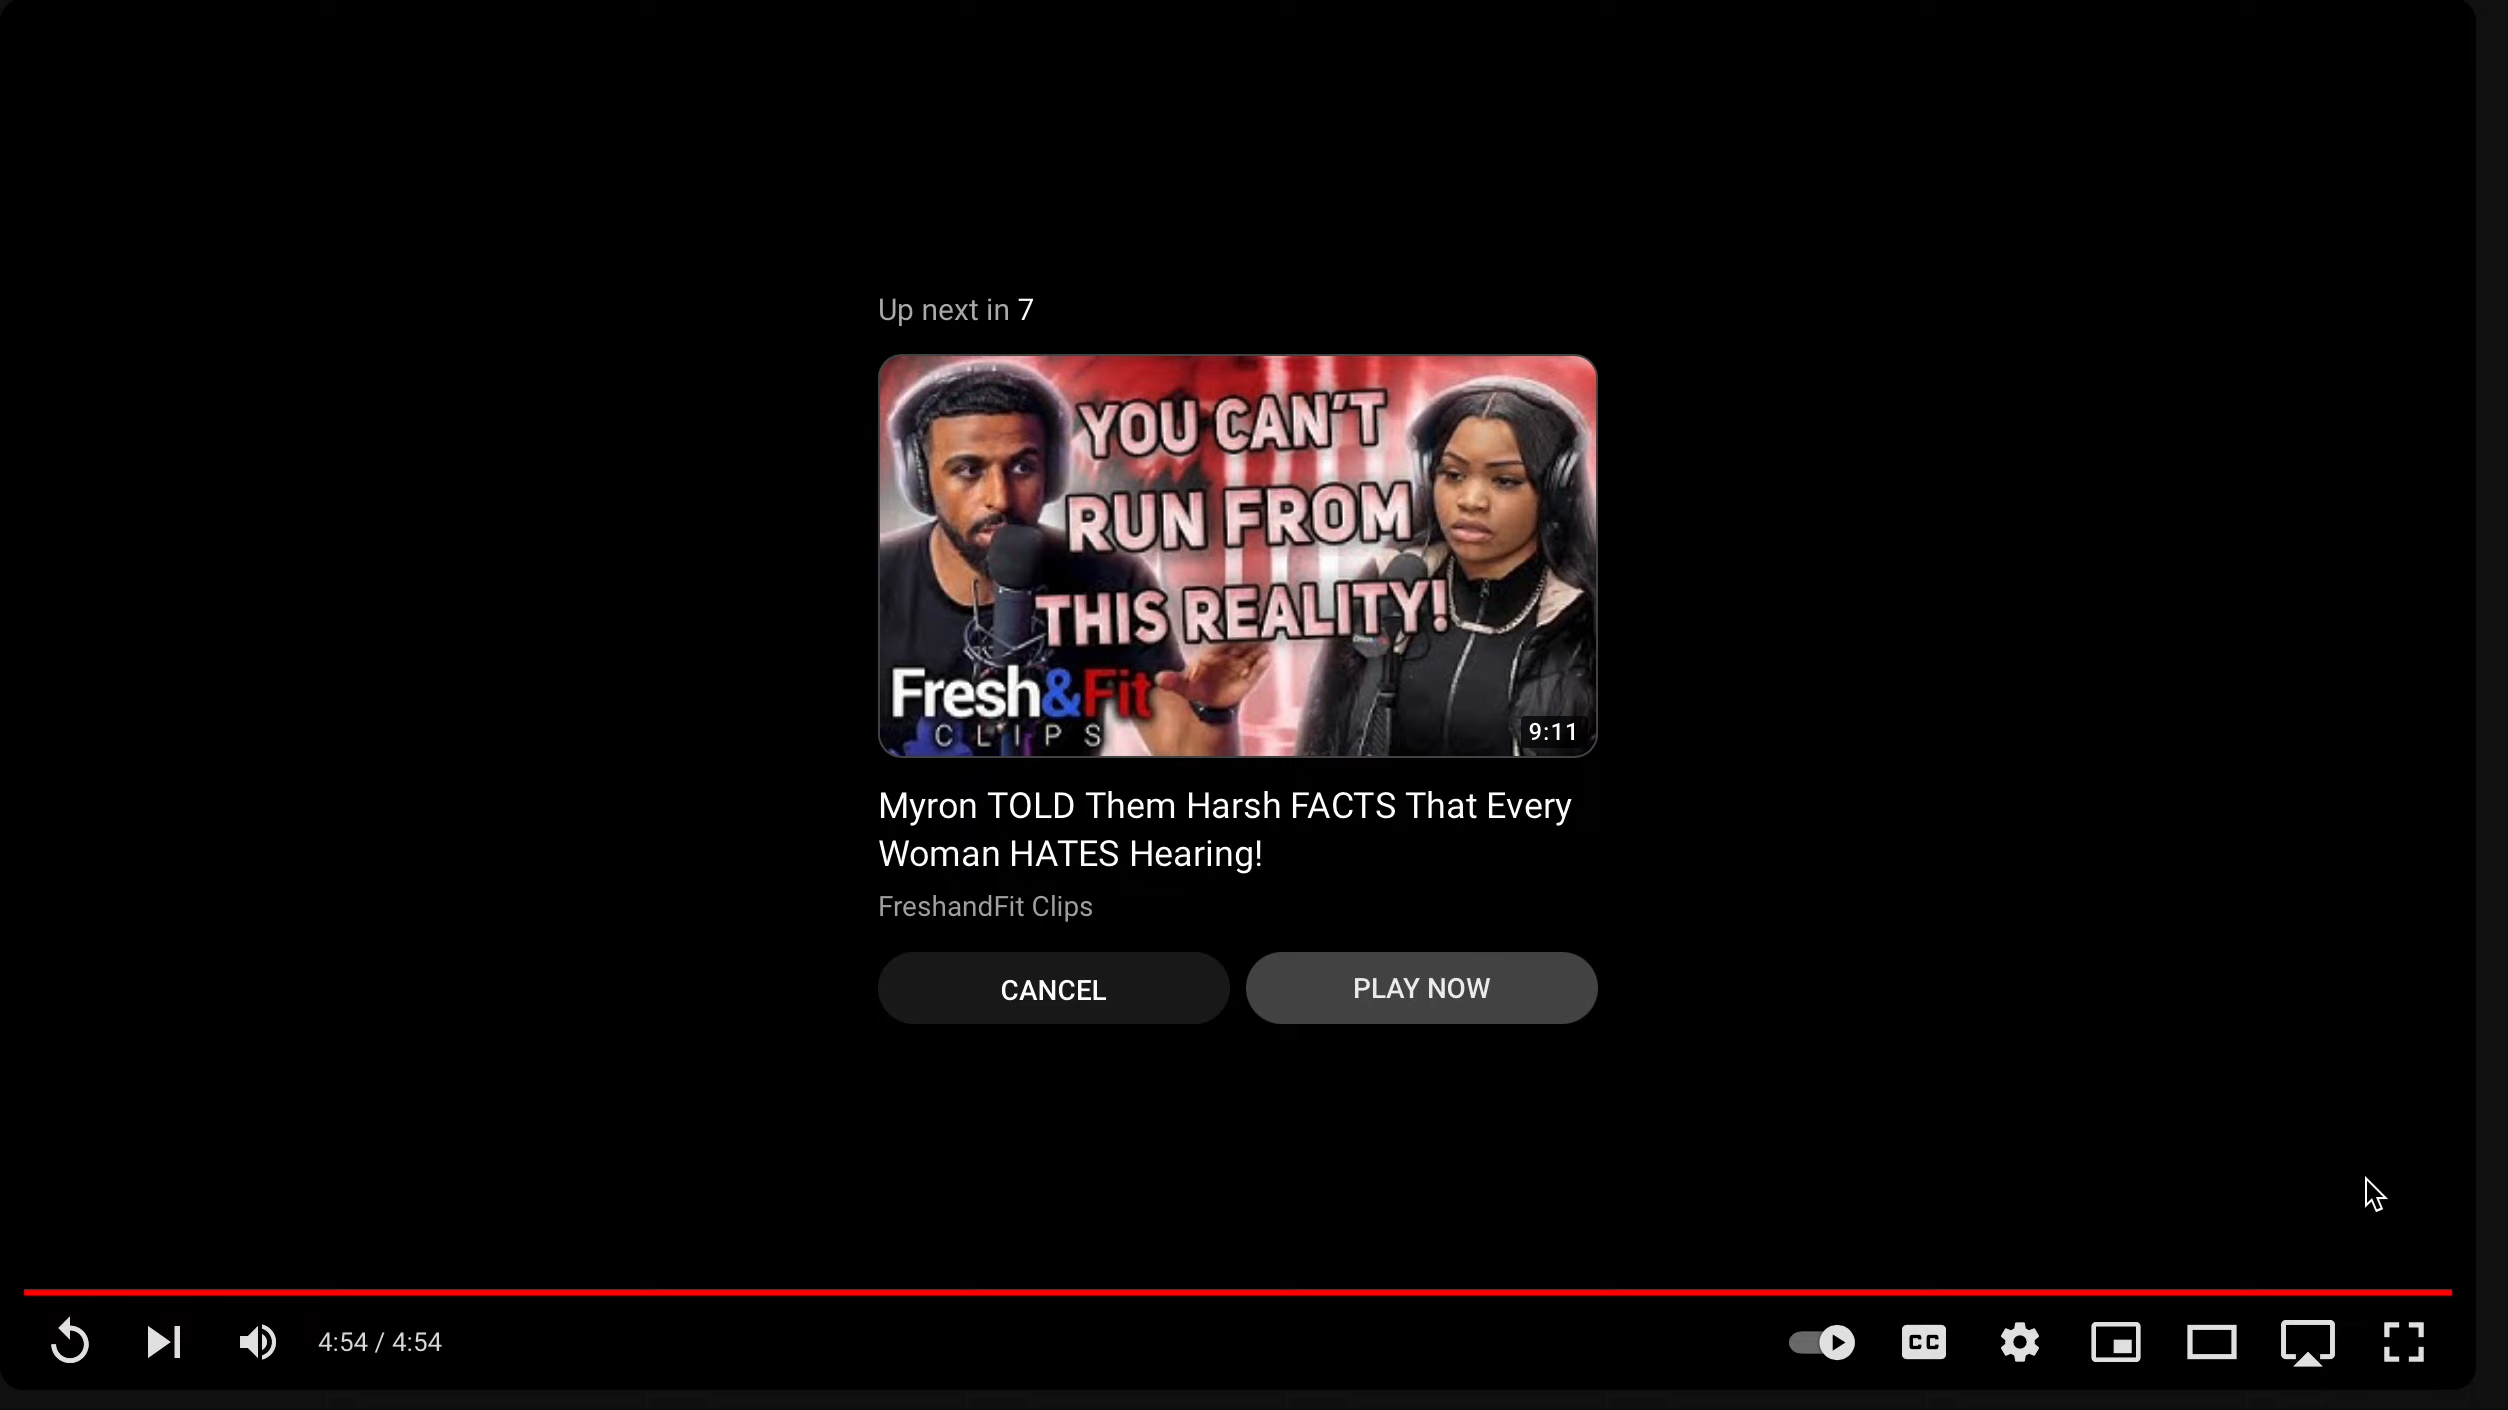 Up next in 7
YOU CAN'T
RUN FROM
THIS REALITY!
Fresh&Fit
CLIPS
9:11
Myron TOLD Them Harsh FACTS That Every
Woman HATES Hearing!
FreshandFit Clips
CANCEL
PLAY NOW
4:54 / 4:54
CC